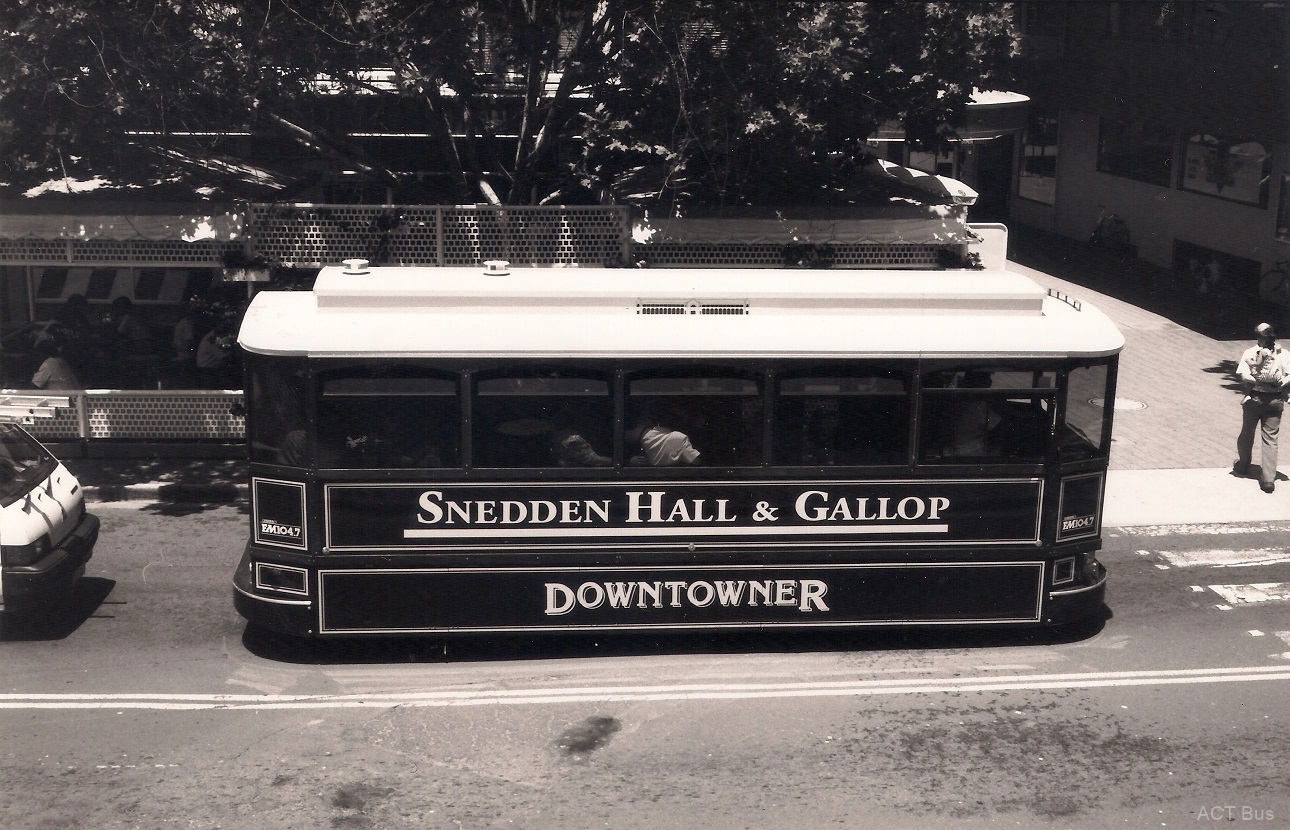 SNEDDEN HALL & GALLOP
FM104.7
FM104.7
DOWNTOWNER
ACT Bus